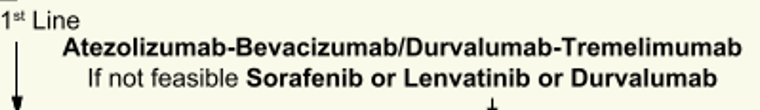 1st Line
Atezolizumab-Bevacizumab/Durvalumab-Tremelimumab
If not feasible Sorafenib or Lenvatinib or Durvalumab